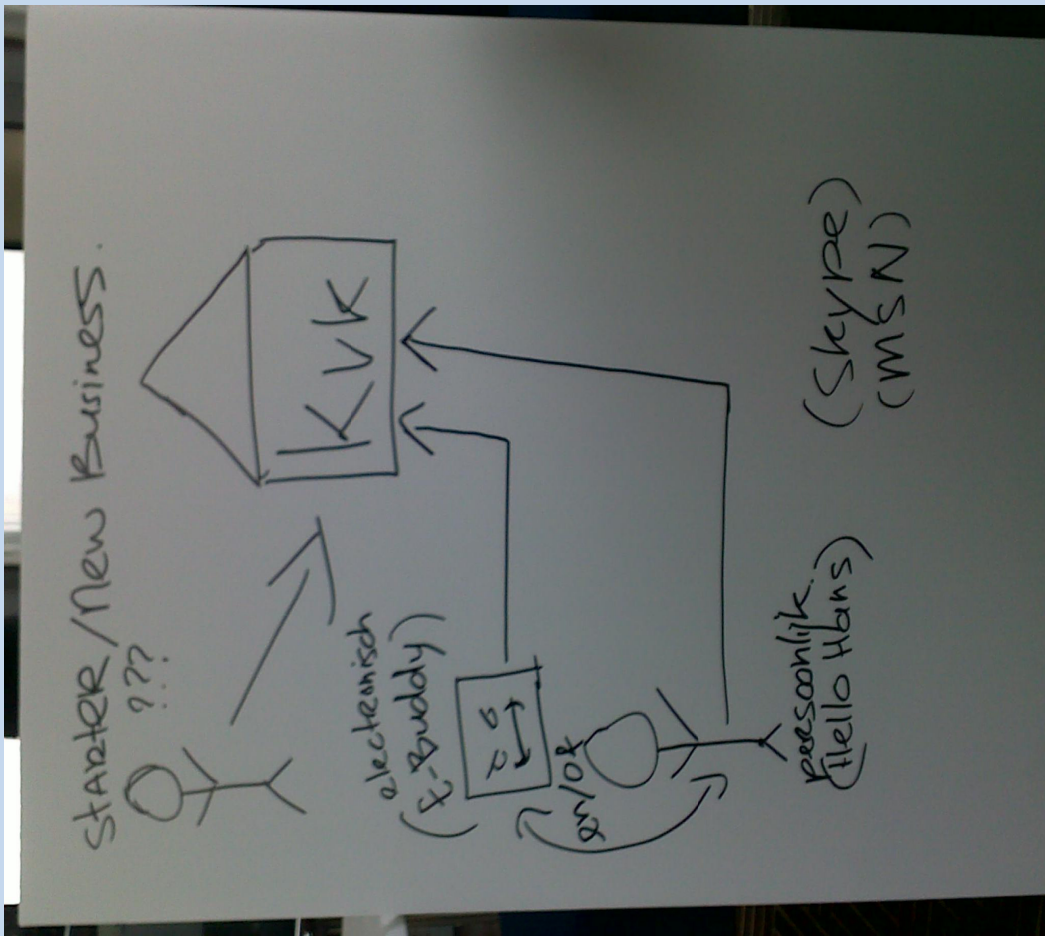 STARTER/New Business.
???
KvK
electronisch
(E-Buddy)
en/of
persoonlijk.
(Hello Hans)
(Skype)
(MSN)